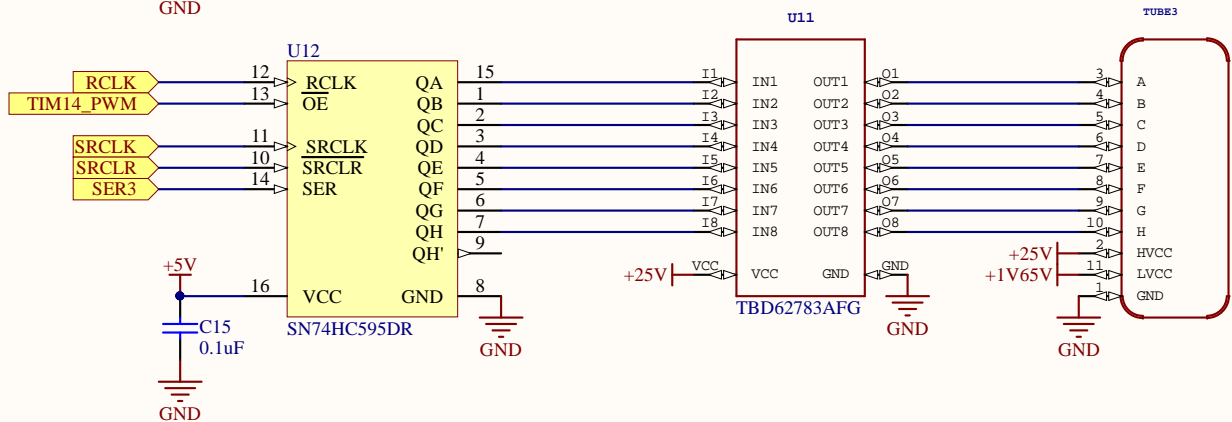 GND
U12
RCLK 12 RCLK QA 15
TIM14_PWM 13 OE QB 1
QC 2
SRCLK 11 SRCLK QD 3
SRCLR 10 SRCLR QE 4
SER3 14 SER QF 5
QG 6
QH 7
QH' 9
+5V
16 VCC GND 8
SN74HC595DR
GND
C15
0.1uF
GND
U11
I1 IN1 OUT1 O1
I2 IN2 OUT2 O2
I3 IN3 OUT3 O3
I4 IN4 OUT4 O4
I5 IN5 OUT5 O5
I6 IN6 OUT6 O6
I7 IN7 OUT7 O7
I8 IN8 OUT8 O8
+25V VCC VCC GND GND
TBD62783AFG
GND
TUBE3
3 A
4 B
5 C
6 D
7 E
8 F
9 G
10 H
+25V 2 HVCC
+1V65V 11 LVCC
1 GND
GND